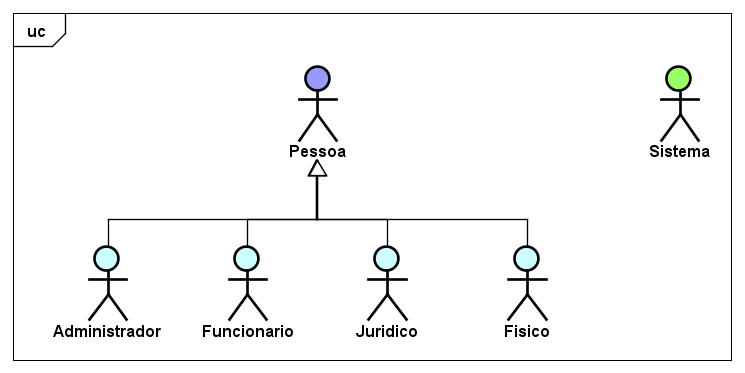 uc
Pessoa
Sistema
Administrador
Funcionario
Juridico
Fisico